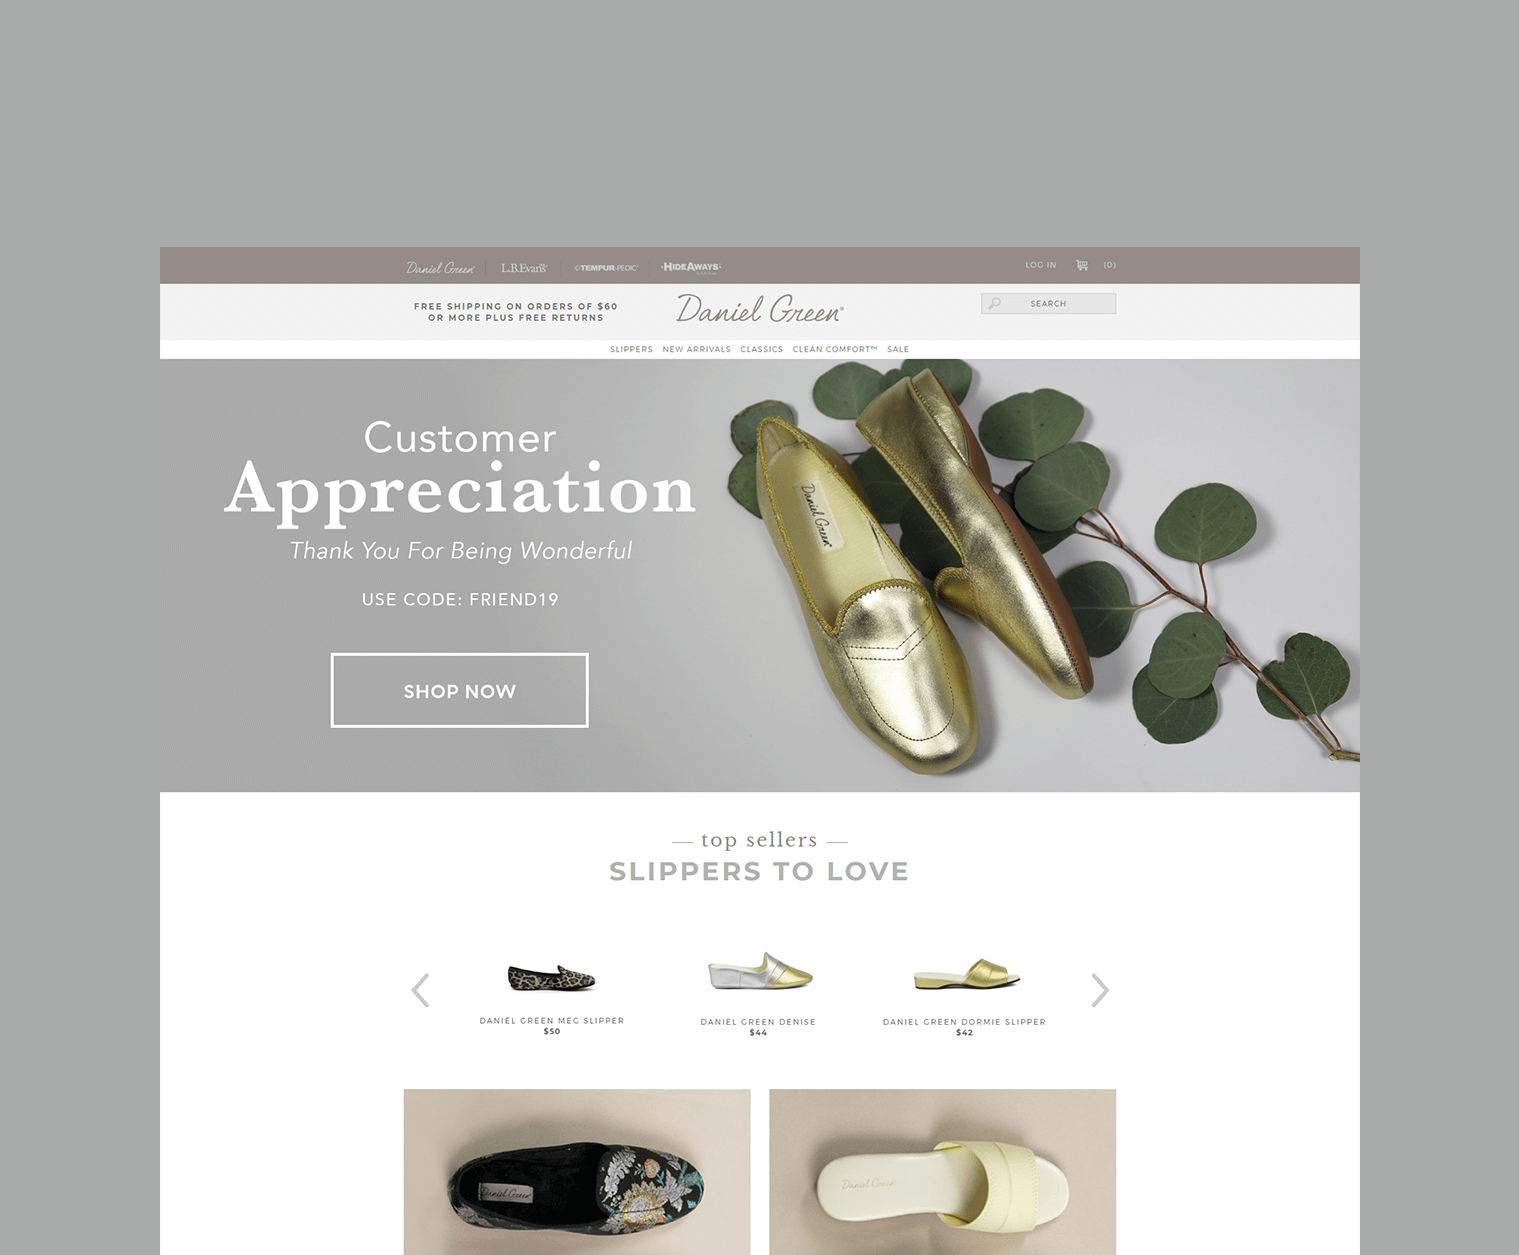 Daniel Green
L.B.Evans
TEMPUR-PEDIC
HIDEAWAYS
LOG IN
(0)
FREE SHIPPING ON ORDERS OF $60
OR MORE PLUS FREE RETURNS
Daniel Green®
SEARCH
SLIPPERS NEW ARRIVALS CLASSICS CLEAN COMFORT™ SALE
Customer
Appreciation
Thank You For Being Wonderful
USE CODE: FRIEND19
SHOP NOW
Daniel Green
top sellers
SLIPPERS TO LOVE
DANIEL GREEN MEG SLIPPER
$50
DANIEL GREEN DENISE
$44
DANIEL GREEN DORMIE SLIPPER
$42
Daniel Green
Daniel Green